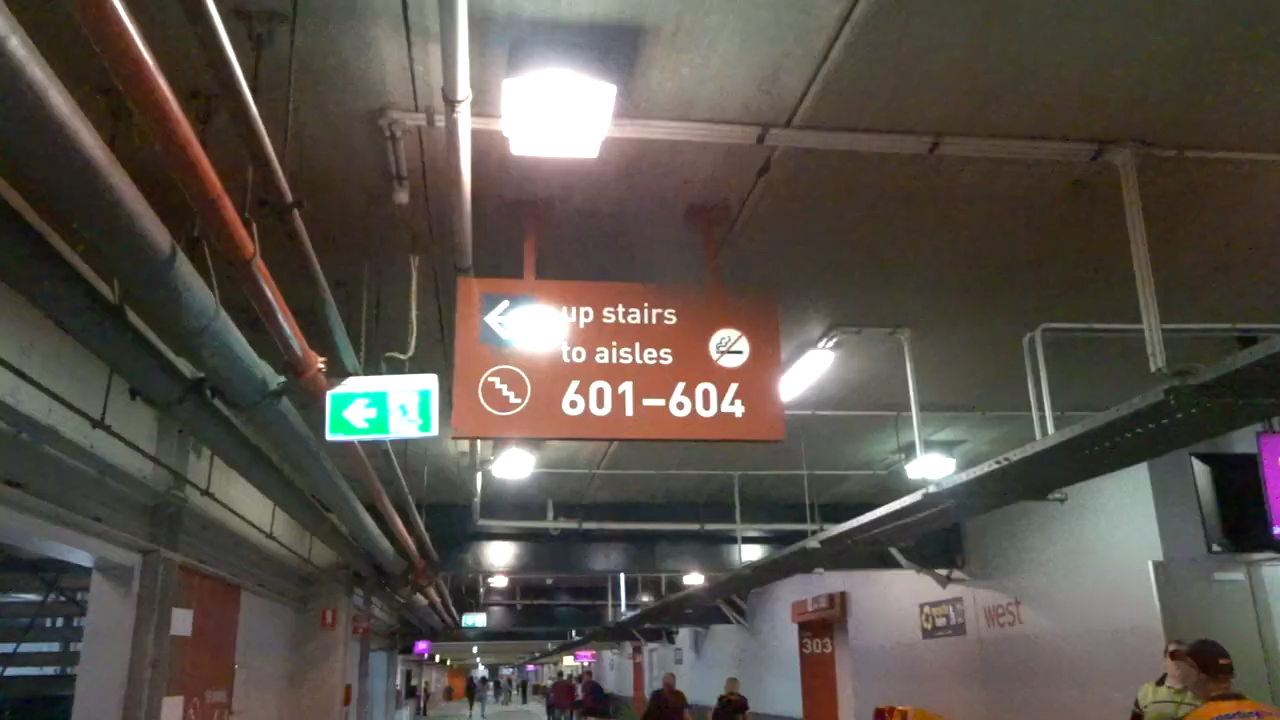 up stairs
to aisles
601–604
303
west